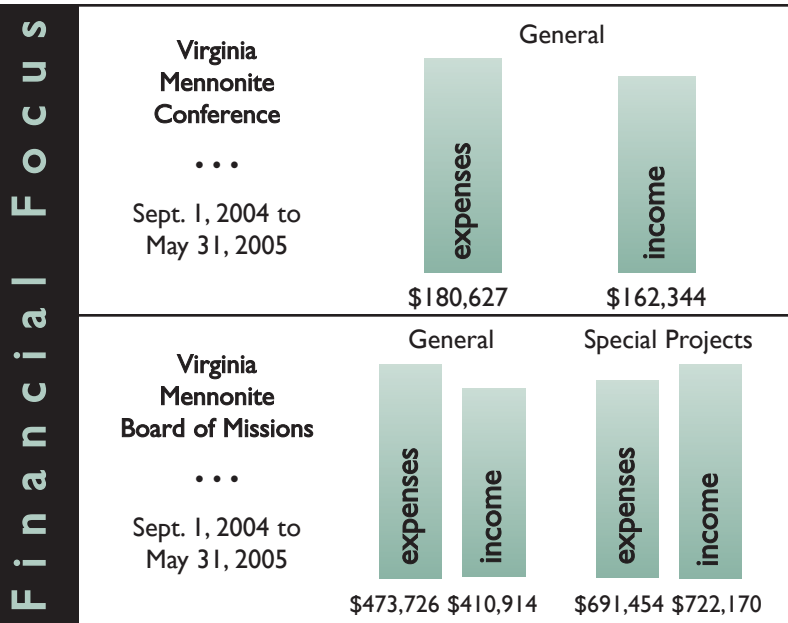 Financial Focus
Virginia
Mennonite
Conference
...
Sept. 1, 2004 to
May 31, 2005
General
expenses
income
$180,627 $162,344
Virginia
Mennonite
Board of Missions
...
Sept. 1, 2004 to
May 31, 2005
General
expenses
income
$473,726 $410,914
Special Projects
expenses
income
$691,454 $722,170